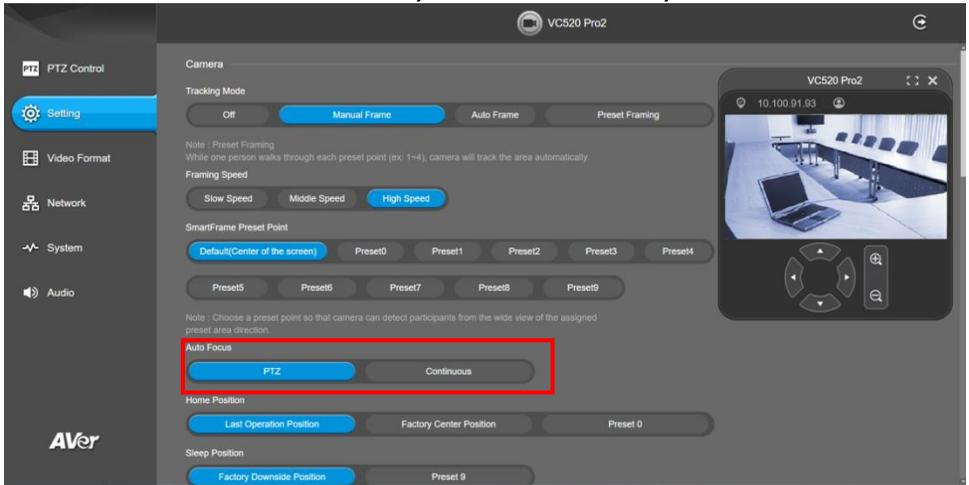 VC520 Pro2
PTZ PTZ Control
Setting
Video Format
Network
System
Audio
AVer
Camera
Tracking Mode
Off Manual Frame Auto Frame Preset Framing
Note : Preset Framing
While one person walks through each preset point (ex: 1~4), camera will track the area automatically.
Framing Speed
Slow Speed Middle Speed High Speed
SmartFrame Preset Point
Default(Center of the screen) Preset0 Preset1 Preset2 Preset3 Preset4
Preset5 Preset6 Preset7 Preset8 Preset9
Note : Choose a preset point so that camera can detect participants from the wide view of the assigned
preset area direction.
Auto Focus
PTZ Continuous
Home Position
Last Operation Position Factory Center Position Preset 0
Sleep Position
Factory Downside Position Preset 9
VC520 Pro2
10.100.91.93